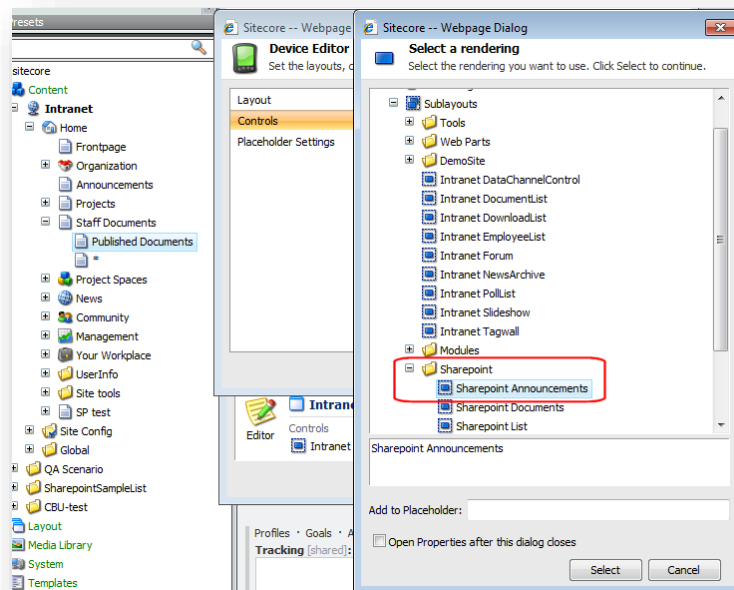 resets
sitecore
Content
Intranet
Home
Frontpage
Organization
Announcements
Projects
Staff Documents
Published Documents
*
Project Spaces
News
Community
Management
Your Workplace
UserInfo
Site tools
SP test
Site Config
Global
QA Scenario
SharepointSampleList
CBU-test
Layout
Media Library
System
Templates
Sitecore -- Webpage
Device Editor
Set the layouts, c
Layout
Controls
Placeholder Settings
Editor
Intran
Controls
Intranet
Profiles · Goals · A
Tracking [shared]:
Sitecore -- Webpage Dialog
Select a rendering
Select the rendering you want to use. Click Select to continue.
Sublayouts
Tools
Web Parts
DemoSite
Intranet DataChannelControl
Intranet DocumentList
Intranet DownloadList
Intranet EmployeeList
Intranet Forum
Intranet NewsArchive
Intranet PollList
Intranet Slideshow
Intranet Tagwall
Modules
Sharepoint
Sharepoint Announcements
Sharepoint Documents
Sharepoint List
Sharepoint Announcements
Add to Placeholder:
Open Properties after this dialog closes
Select
Cancel